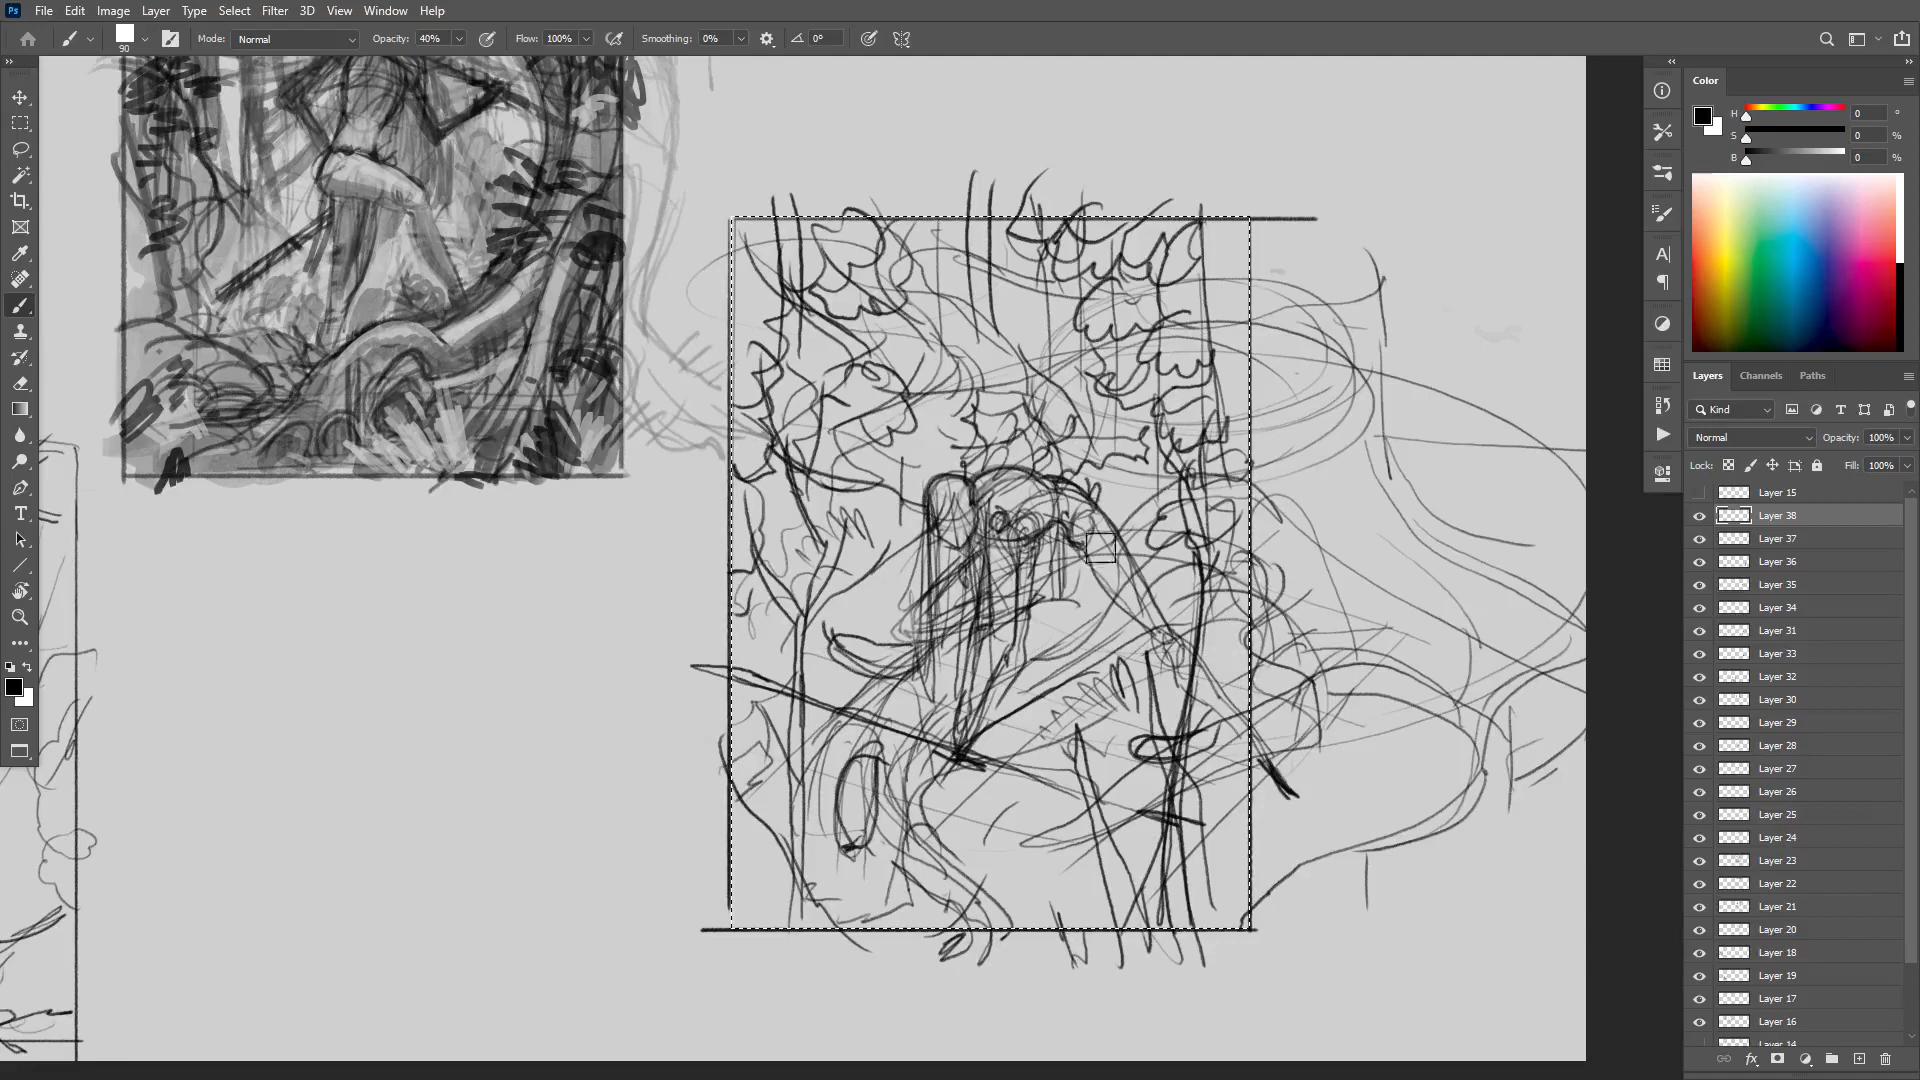 Ps File Edit Image Layer Type Select Filter 3D View Window Help
90 Mode: Normal Opacity: 40% Flow: 100% Smoothing: 0% 0°
Color
H 0 °
S 0 %
B 0 %
Layers Channels Paths
Kind
Normal Opacity: 100%
Lock: Fill: 100%
Layer 15
Layer 38
Layer 37
Layer 36
Layer 35
Layer 34
Layer 31
Layer 33
Layer 32
Layer 30
Layer 29
Layer 28
Layer 27
Layer 26
Layer 25
Layer 24
Layer 23
Layer 22
Layer 21
Layer 20
Layer 18
Layer 19
Layer 17
Layer 16
Layer 14